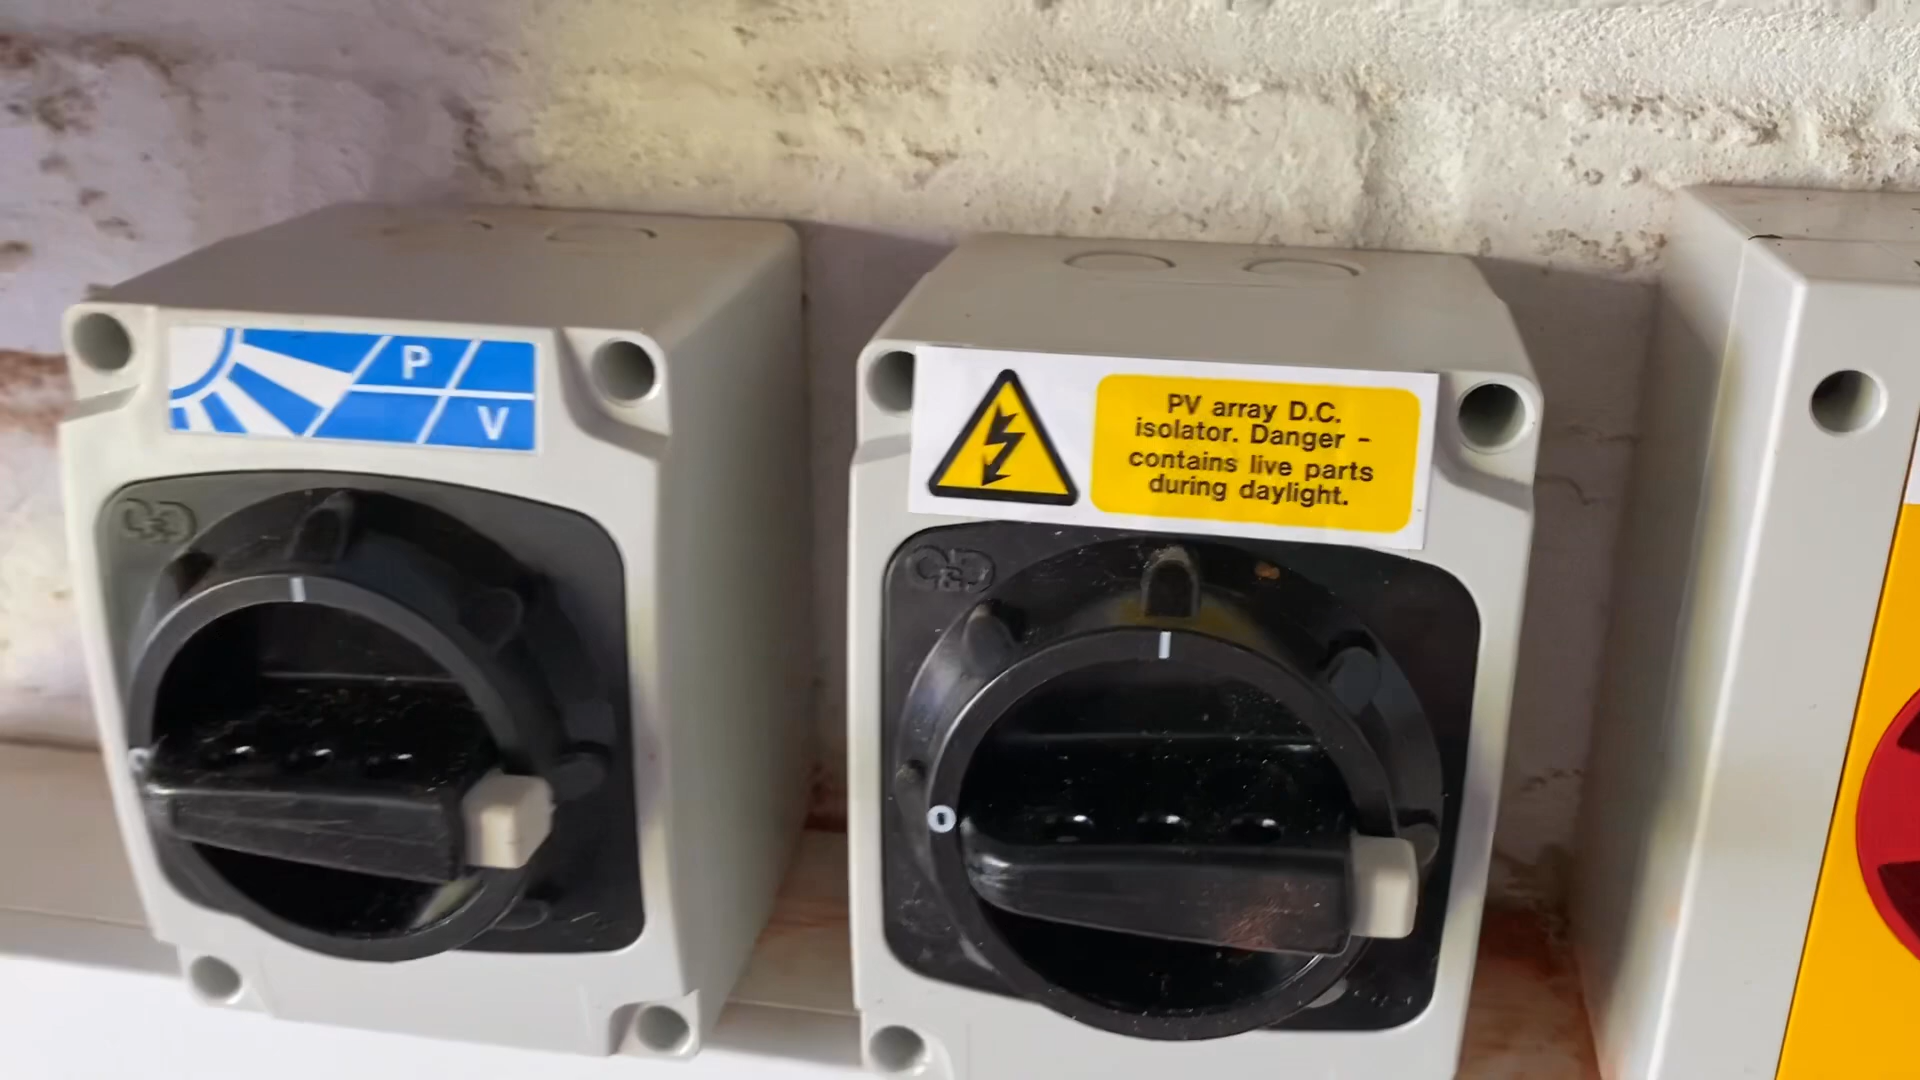 P
V
PV array D.C.
isolator. Danger -
contains live parts
during daylight.
I
O
I
O